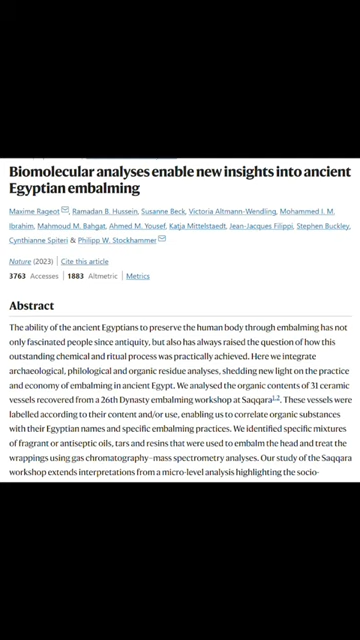 Biomolecular analyses enable new insights into ancient
Egyptian embalming
Maxime Rageot, Ramadan B. Hussein, Susanne Beck, Victoria Altmann-Wendling, Mohammed I. M.
Ibrahim, Mahmoud M. Bahgat, Ahmed M. Yousef, Katja Mittelstaedt, Jean-Jacques Filippi, Stephen Buckley,
Cynthianne Spiteri & Philipp W. Stockhammer
Nature (2023) | Cite this article
3763 Accesses | 1883 Altmetric | Metrics
Abstract
The ability of the ancient Egyptians to preserve the human body through embalming has not
only fascinated people since antiquity, but also has always raised the question of how this
outstanding chemical and ritual process was practically achieved. Here we integrate
archaeological, philological and organic residue analyses, shedding new light on the practice
and economy of embalming in ancient Egypt. We analysed the organic contents of 31 ceramic
vessels recovered from a 26th Dynasty embalming workshop at Saqqara1,2. These vessels were
labelled according to their content and/or use, enabling us to correlate organic substances
with their Egyptian names and specific embalming practices. We identified specific mixtures
of fragrant or antiseptic oils, tars and resins that were used to embalm the head and treat the
wrappings using gas chromatography–mass spectrometry analyses. Our study of the Saqqara
workshop extends interpretations from a micro-level analysis highlighting the socio-